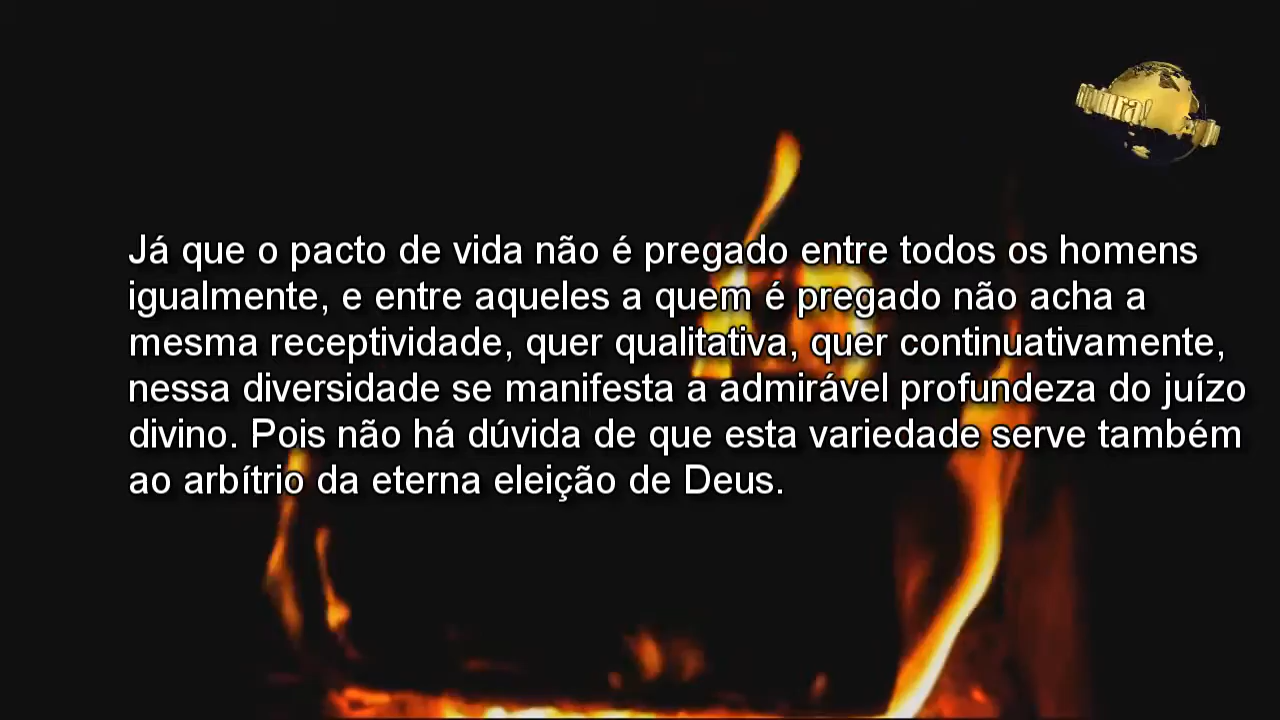 Já que o pacto de vida não é pregado entre todos os homens
igualmente, e entre aqueles a quem é pregado não acha a
mesma receptividade, quer qualitativa, quer continuativamente,
nessa diversidade se manifesta a admirável profundeza do juízo
divino. Pois não há dúvida de que esta variedade serve também
ao arbítrio da eterna eleição de Deus.